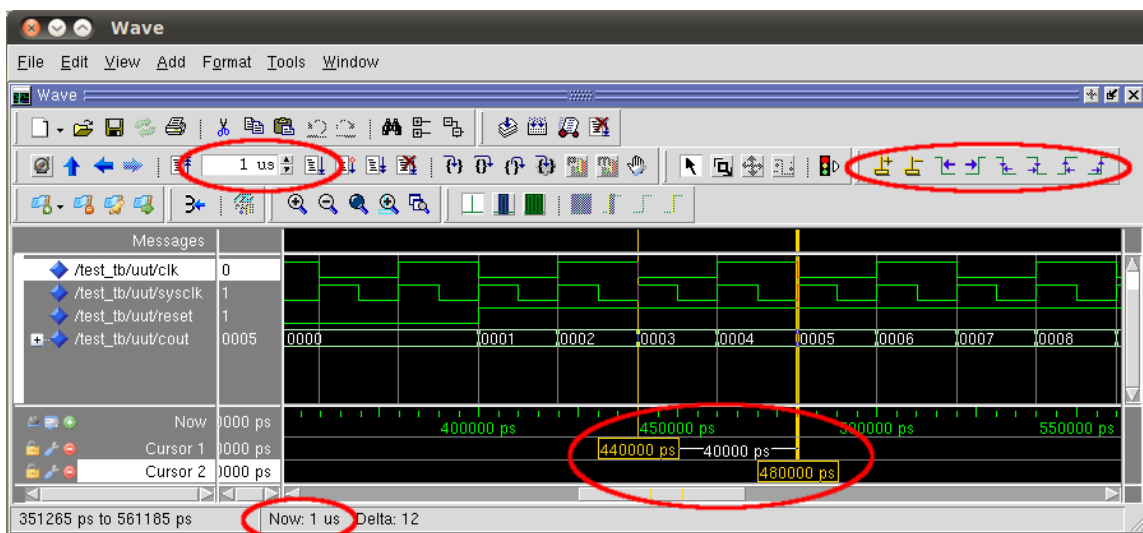 Wave
File Edit View Add Format Tools Window
Wave
1 us
Messages
/test_tb/uut/clk 0
/test_tb/uut/sysclk 1
/test_tb/uut/reset 1
/test_tb/uut/cout 0005 0000 0001 0002 0003 0004 0005 0006 0007 0008
Now 0000 ps 400000 ps 450000 ps 500000 ps 550000 ps
Cursor 1 0000 ps 440000 ps 40000 ps
Cursor 2 0000 ps 480000 ps
351265 ps to 561185 ps Now: 1 us Delta: 12